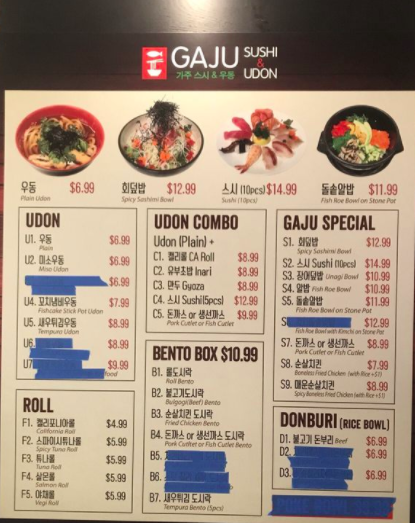 GAJU SUSHI & UDON
가주 스시 & 우동
우동 $6.99
Plain Udon
회덮밥 $12.99
Spicy Sashimi Bowl
스시 (10pcs) $14.99
Sushi (10pcs)
돌솥알밥 $11.99
Fish Roe Bowl on Stone Pot
UDON
U1. 우동 $6.99
Plain
U2. 미소우동 $6.99
Miso Udon
$6.99
U4. 꼬치냄비우동 $7.99
Fishcake Stick Pot Udon
U5. 새우튀김우동 $8.99
Tempura Udon
U6. $8.99
U7. $9.99
ROLL
F1. 캘리포니아롤 $4.99
California Roll
F2. 스파이시튜나롤 $5.99
Spicy Tuna Roll
F3. 튜나롤 $5.99
Tuna Roll
F4. 살몬롤 $5.99
Salmon Roll
F5. 야채롤 $5.99
Vegi Roll
UDON COMBO
Udon (Plain) +
C1. 캘리롤 CA Roll $8.99
C2. 유부초밥 Inari $8.99
C3. 만두 Gyoza $8.99
C4. 스시 Sushi(5pcs) $12.99
C5. 돈까스 or 생선까스 $9.99
Pork Cutlet or Fish Cutlet
BENTO BOX $10.99
B1. 롤도시락
Roll Bento
B2. 불고기도시락
Bulgogi(Beef) Bento
B3. 순살치킨 도시락
Fried Chicken Bento
B4. 돈까스 or 생선까스 도시락
Pork Cutlet or Fish Cutlet Bento
B5.
B6.
B7. 새우튀김 도시락
Tempura Bento (5pcs)
GAJU SPECIAL
S1. 회덮밥 $12.99
Spicy Sashimi Bowl
S2. 스시 Sushi (10pcs) $14.99
S3. 장어덮밥 Unagi Bowl $10.99
S4. 알밥 Fish Roe Bowl $10.99
S5. 돌솥알밥 $11.99
Fish Roe Bowl on Stone Pot
S $12.99
Fish Roe Bowl with Kimchi on Stone Pot
S7. 돈까스 or 생선까스 $8.99
Pork Cutlet or Fish Cutlet
S8. 순살치킨 $7.99
Boneless Fried Chicken (with Rice +$1)
S9. 매운순살치킨 $8.99
Spicy Boneless Fried Chicken (with Rice +$1)
DONBURI (RICE BOWL)
D1. 불고기 돈부리 Beef $6.99
D2. $6.99
D3. $6.99